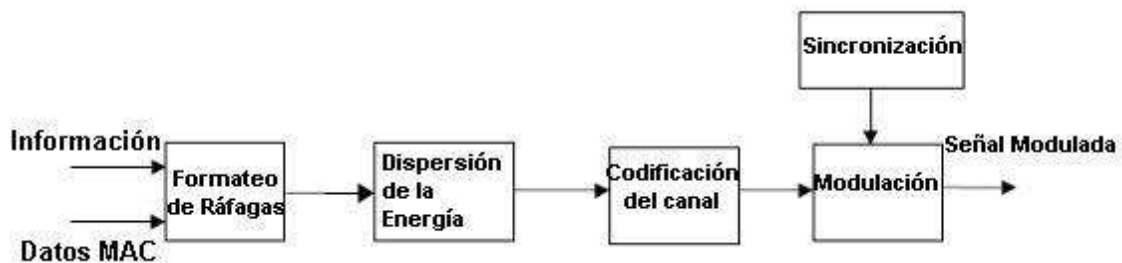 Sincronización
Información
Señal Modulada
Formateo
de Ráfagas
Dispersión
de la
Energía
Codificación
del canal
Modulación
Datos MAC